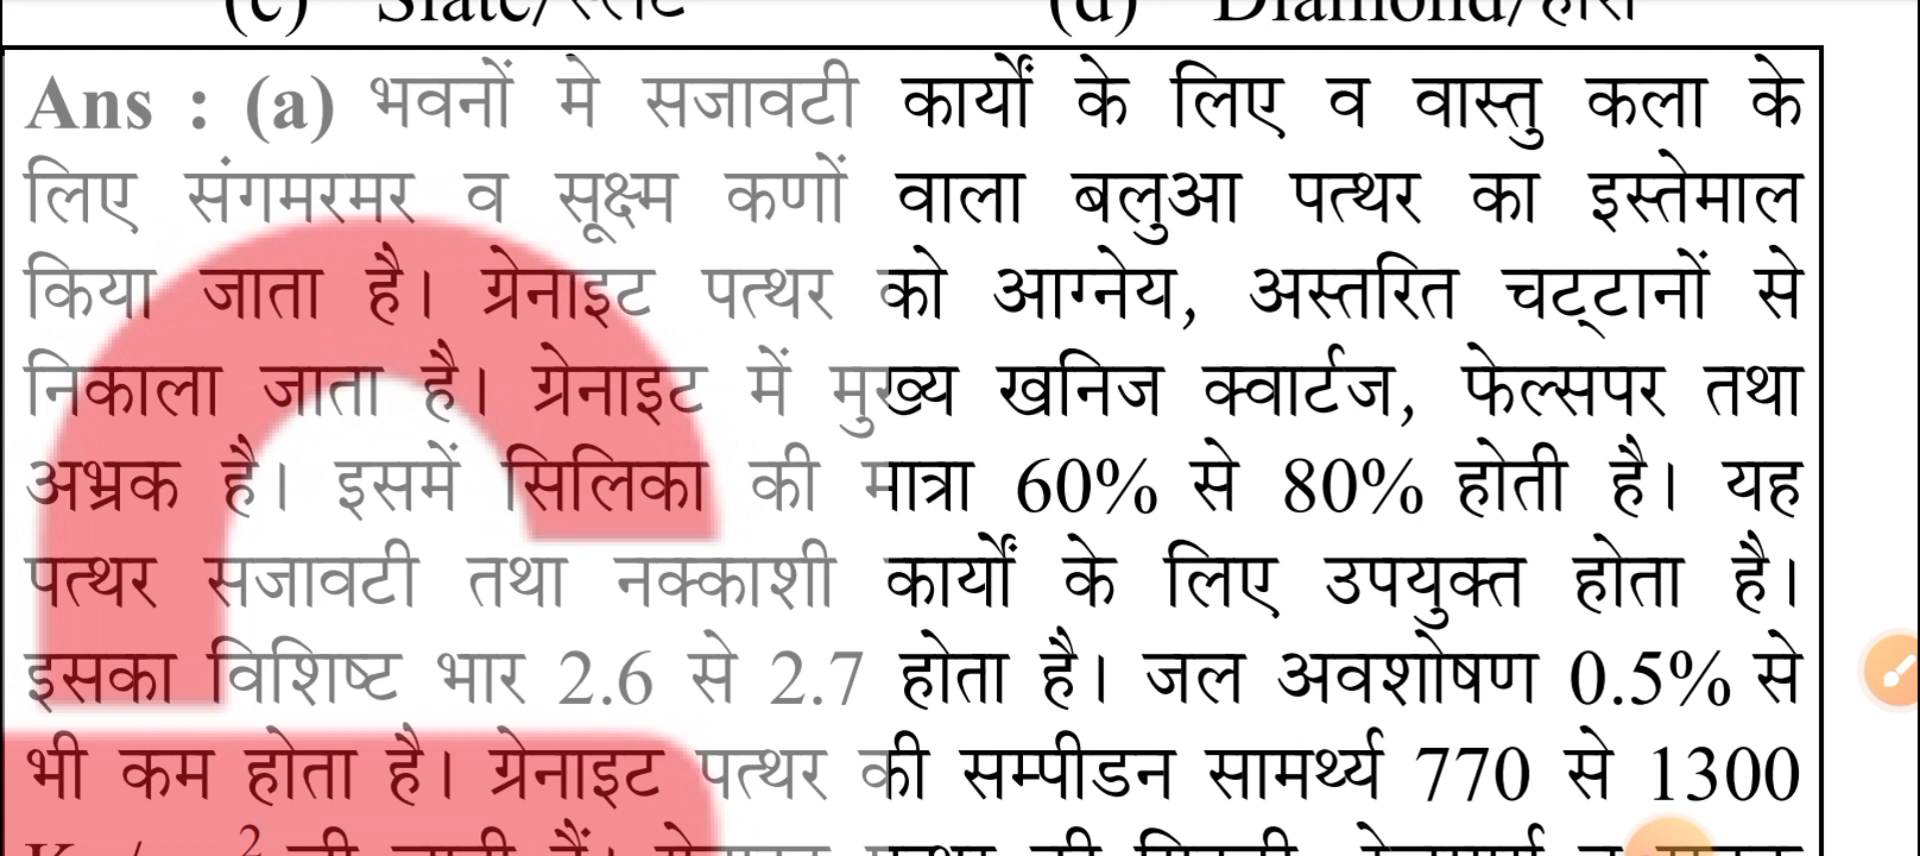 (c) Slate/स्लेट (d) Diamond/हीरा
Ans : (a) भवनों मे सजावटी कार्यों के लिए व वास्तु कला के
लिए संगमरमर व सूक्ष्म कणों वाला बलुआ पत्थर का इस्तेमाल
किया जाता है। ग्रेनाइट पत्थर को आग्नेय, अस्तरित चट्टानों से
निकाला जाता है। ग्रेनाइट में मुख्य खनिज क्वार्टज, फेल्सपर तथा
अभ्रक है। इसमें सिलिका की मात्रा 60% से 80% होती है। यह
पत्थर सजावटी तथा नक्काशी कार्यों के लिए उपयुक्त होता है।
इसका विशिष्ट भार 2.6 से 2.7 होता है। जल अवशोषण 0.5% से
भी कम होता है। ग्रेनाइट पत्थर की सम्पीडन सामर्थ्य 770 से 1300